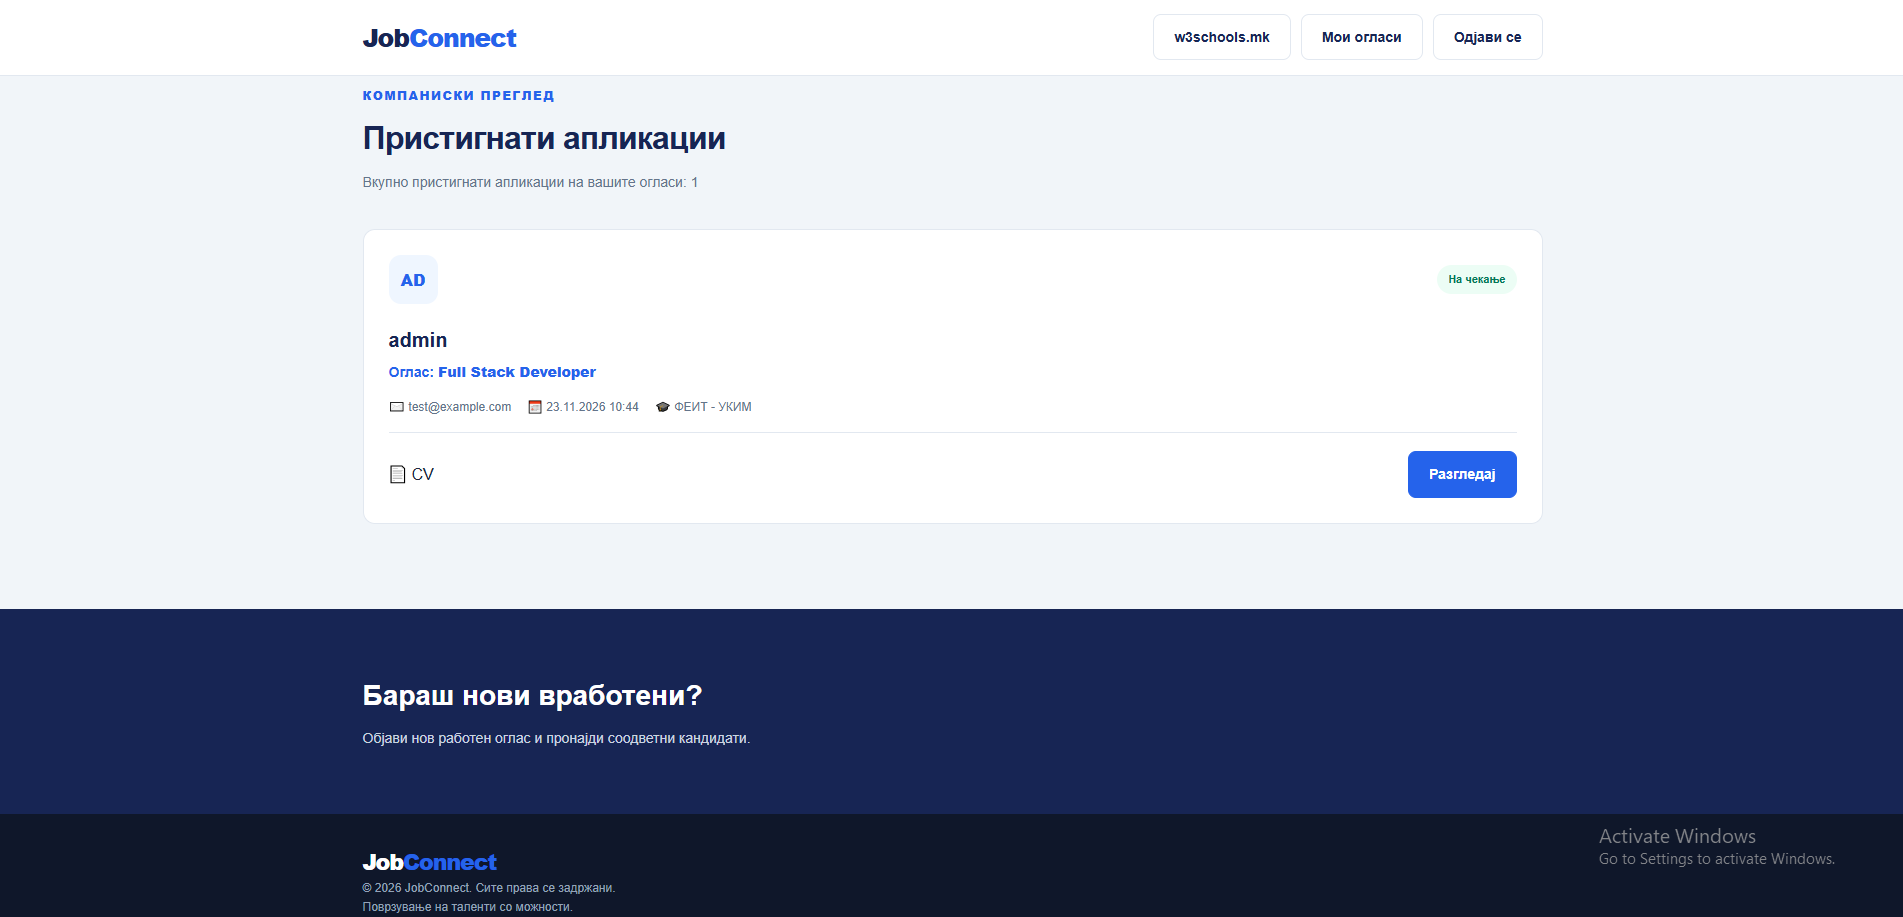 JobConnect
w3schools.mk
Мои огласи
Одјави се
КОМПАНИСКИ ПРЕГЛЕД
Пристигнати апликации
Вкупно пристигнати апликации на вашите огласи: 1
AD
На чекање
admin
Оглас: Full Stack Developer
test@example.com 23.11.2026 10:44 ФЕИТ - УКИМ
CV
Разгледај
Бараш нови вработени?
Објави нов работен оглас и пронајди соодветни кандидати.
Activate Windows
Go to Settings to activate Windows.
JobConnect
© 2026 JobConnect. Сите права се задржани.
Поврзување на таленти со можности.